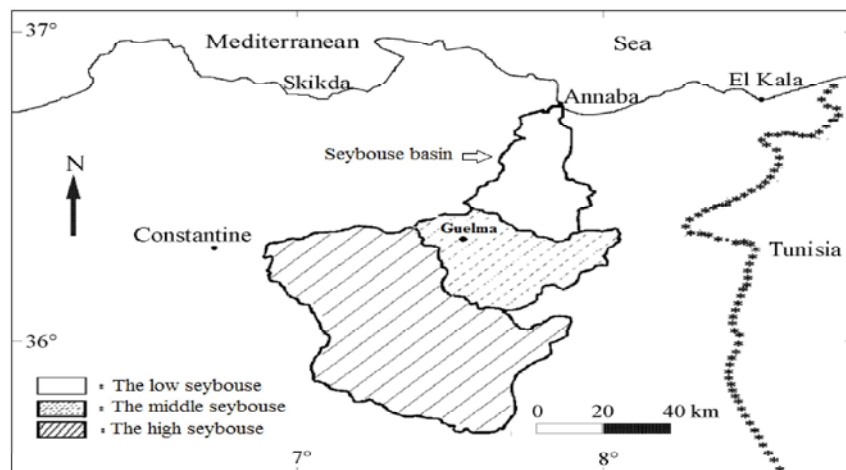 37°
Mediterranean Sea
Skikda
El Kala
Annaba
Seybouse basin
N
Guelma
Constantine
Tunisia
36°
The low seybouse
The middle seybouse
The high seybouse
0 20 40 km
7° 8°